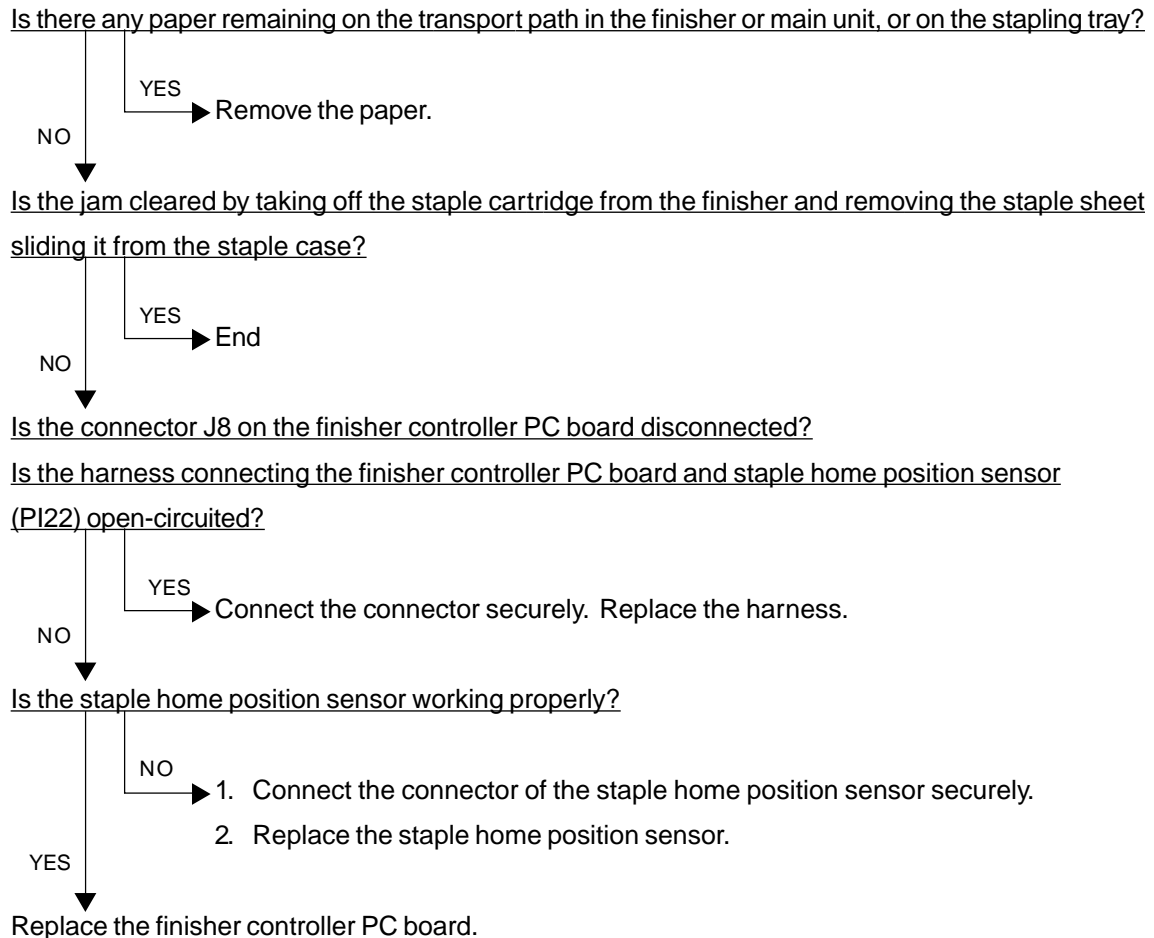 Is there any paper remaining on the transport path in the finisher or main unit, or on the stapling tray?
YES
Remove the paper.
NO
Is the jam cleared by taking off the staple cartridge from the finisher and removing the staple sheet
sliding it from the staple case?
YES
End
NO
Is the connector J8 on the finisher controller PC board disconnected?
Is the harness connecting the finisher controller PC board and staple home position sensor
(PI22) open-circuited?
YES
Connect the connector securely. Replace the harness.
NO
Is the staple home position sensor working properly?
NO
1. Connect the connector of the staple home position sensor securely.
2. Replace the staple home position sensor.
YES
Replace the finisher controller PC board.